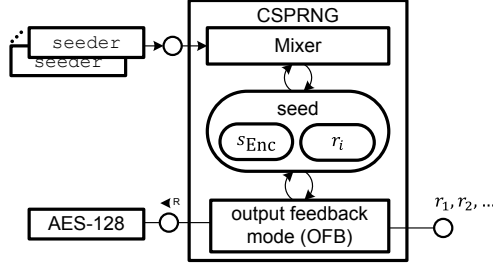 CSPRNG
seeder
seeder
Mixer
seed
s_Enc
r_i
R
r_1, r_2, ...
AES-128
output feedback
mode (OFB)